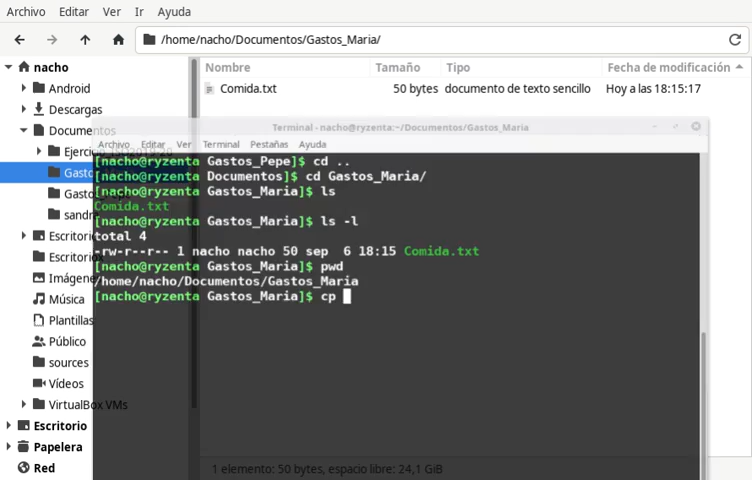 Archivo Editar Ver Ir Ayuda
/home/nacho/Documentos/Gastos_Maria/
nacho
Android
Descargas
Documentos
Gasto
Gasto
sandr
Escritorio
Escritorio
Imágene
Música
Plantillas
Público
sources
Vídeos
VirtualBox VMs
Escritorio
Papelera
Red
Nombre Tamaño Tipo Fecha de modificación
Comida.txt 50 bytes documento de texto sencillo Hoy a las 18:15:17
Terminal - nacho@ryzenta:~/Documentos/Gastos_Maria
Archivo Editar Ver Terminal Pestañas Ayuda
[nacho@ryzenta Gastos_Pepe]$ cd ..
[nacho@ryzenta Documentos]$ cd Gastos_Maria/
[nacho@ryzenta Gastos_Maria]$ ls
Comida.txt
[nacho@ryzenta Gastos_Maria]$ ls -l
total 4
-rw-r--r-- 1 nacho nacho 50 sep 6 18:15 Comida.txt
[nacho@ryzenta Gastos_Maria]$ pwd
/home/nacho/Documentos/Gastos_Maria
[nacho@ryzenta Gastos_Maria]$ cp
1 elemento: 50 bytes, espacio libre: 24,1 GiB